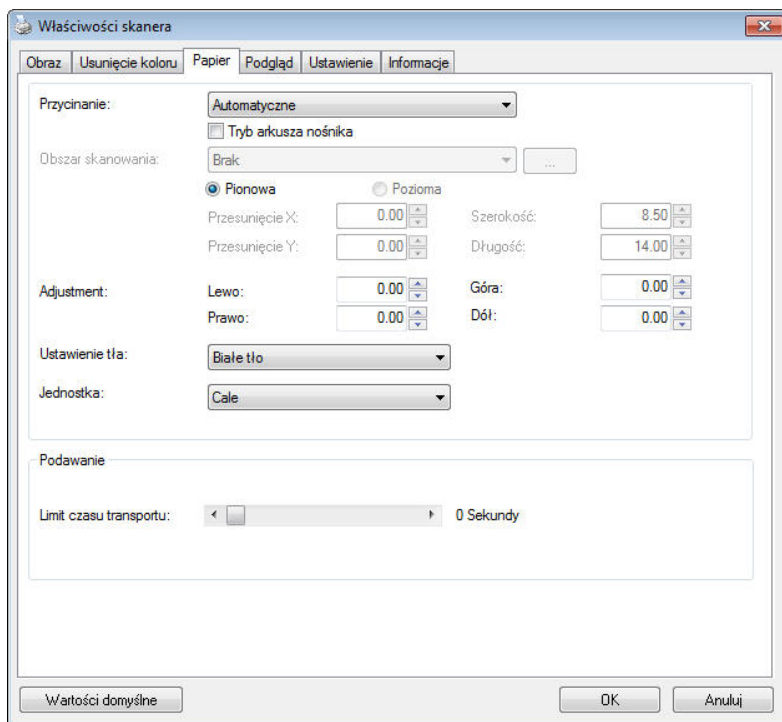 Właściwości skanera
Obraz Usunięcie koloru Papier Podgląd Ustawienie Informacje
Przycinanie: Automatyczne
Tryb arkusza nośnika
Obszar skanowania: Brak ...
Pionowa Pozioma
Przesunięcie X: 0.00 Szerokość: 8.50
Przesunięcie Y: 0.00 Długość: 14.00
Adjustment: Lewo: 0.00 Góra: 0.00
Prawo: 0.00 Dół: 0.00
Ustawienie tła: Białe tło
Jednostka: Cale
Podawanie
Limit czasu transportu: 0 Sekundy
Wartości domyślne OK Anuluj